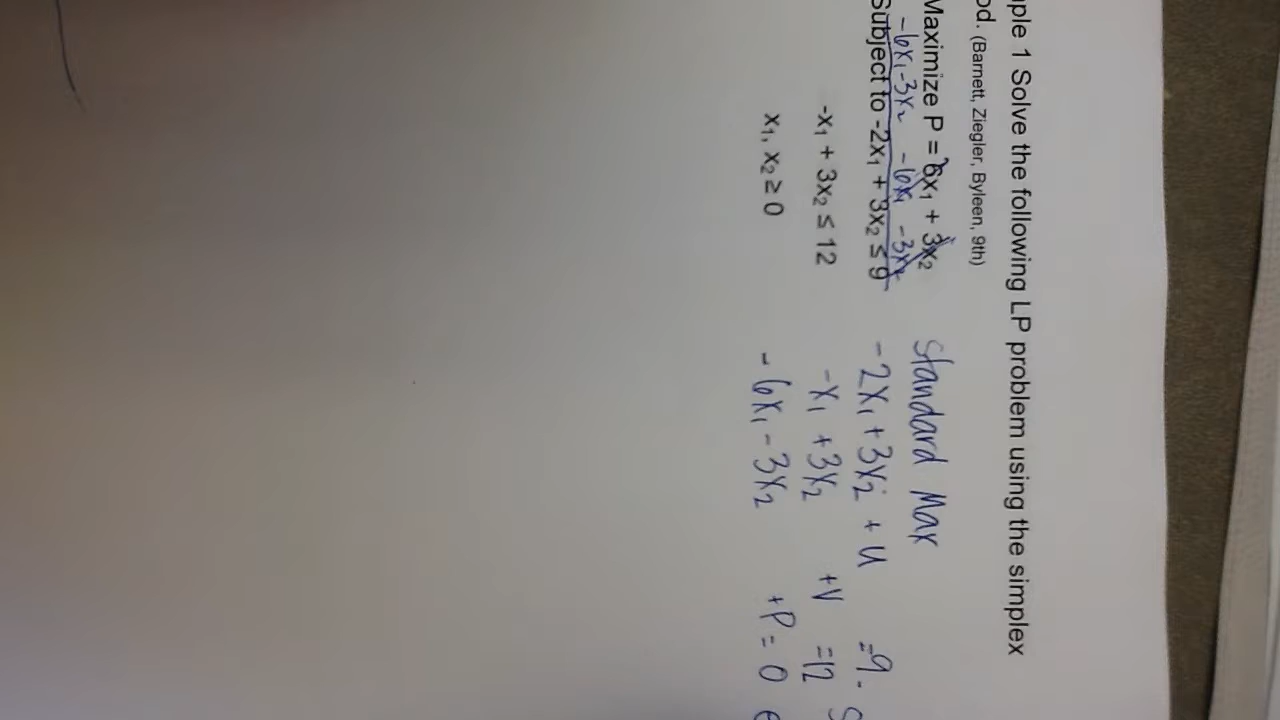 ple 1 Solve the following LP problem using the simplex
od. (Barnett, Ziegler, Byleen, 9th)
Maximize P = 6x₁ + 3x₂
-6x₁ -3x₂ -6x₁ -3x₂
Subject to -2x₁ + 3x₂ ≤ 9
-x₁ + 3x₂ ≤ 12
x₁, x₂ ≥ 0
Standard Max
-2x₁ + 3x₂ + u = 9
-x₁ + 3x₂ + v = 12
-6x₁ - 3x₂ + P = 0